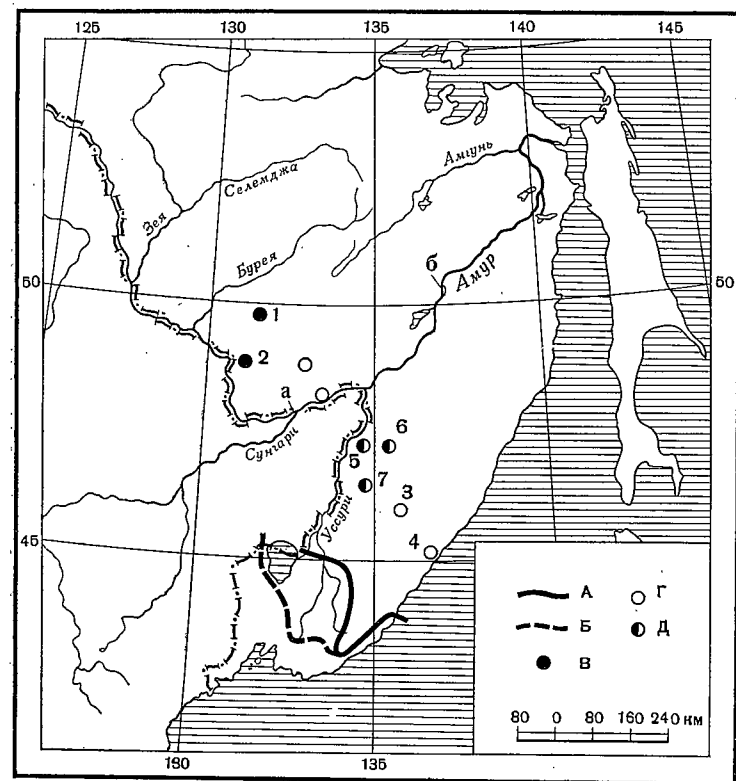 125 130 135 140 145
Амгунь
Селемджа
Зея
Бурея
б
50 Амур 50
1
2
а
Сунгари
6
5
7
3
Уссури
4
45
А Г
Б Д
В
80 0 80 160 240 км
130 135